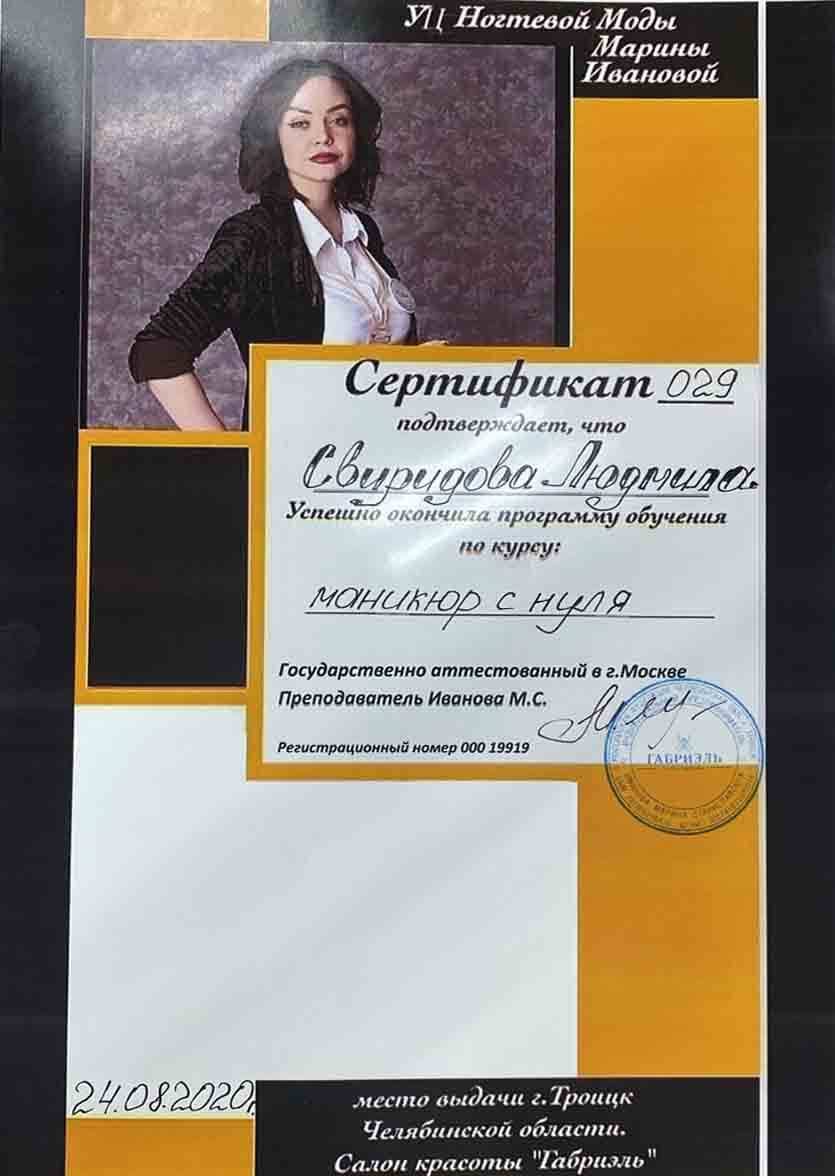 УЦ Ногтевой Моды
Марины
Ивановой
Сертификат 029
подтверждает, что
Свиридова Людмила.
Успешно окончила программу обучения
по курсу:
маникюр с нуля
Государственно аттестованный в г.Москве
Преподаватель Иванова М.С.
Регистрационный номер 000 19919
ГАБРИЭЛЬ
24.08.2020г.
место выдачи г.Троицк
Челябинской области.
Салон красоты "Габриэль"